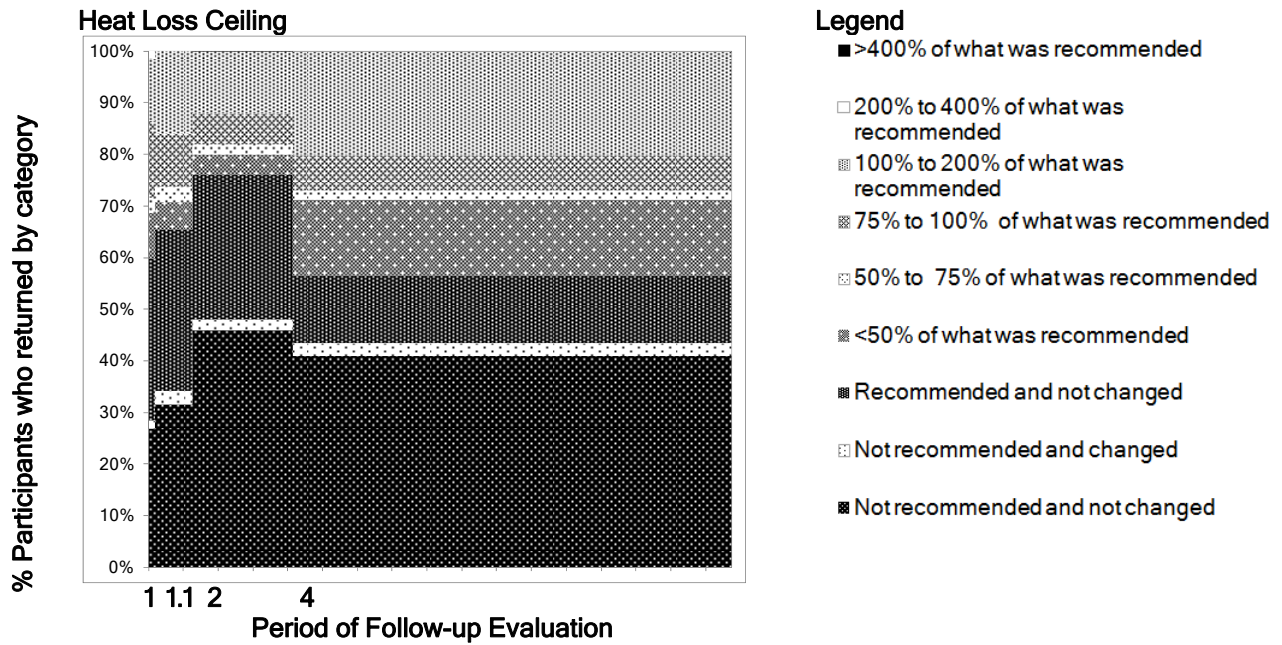 Heat Loss Ceiling
Legend
% Participants who returned by category
100%
90%
80%
70%
60%
50%
40%
30%
20%
10%
0%
1 1.1 2 4
Period of Follow-up Evaluation
>400% of what was recommended
200% to 400% of what was
recommended
100% to 200% of what was
recommended
75% to 100% of what was recommended
50% to 75% of what was recommended
<50% of what was recommended
Recommended and not changed
Not recommended and changed
Not recommended and not changed